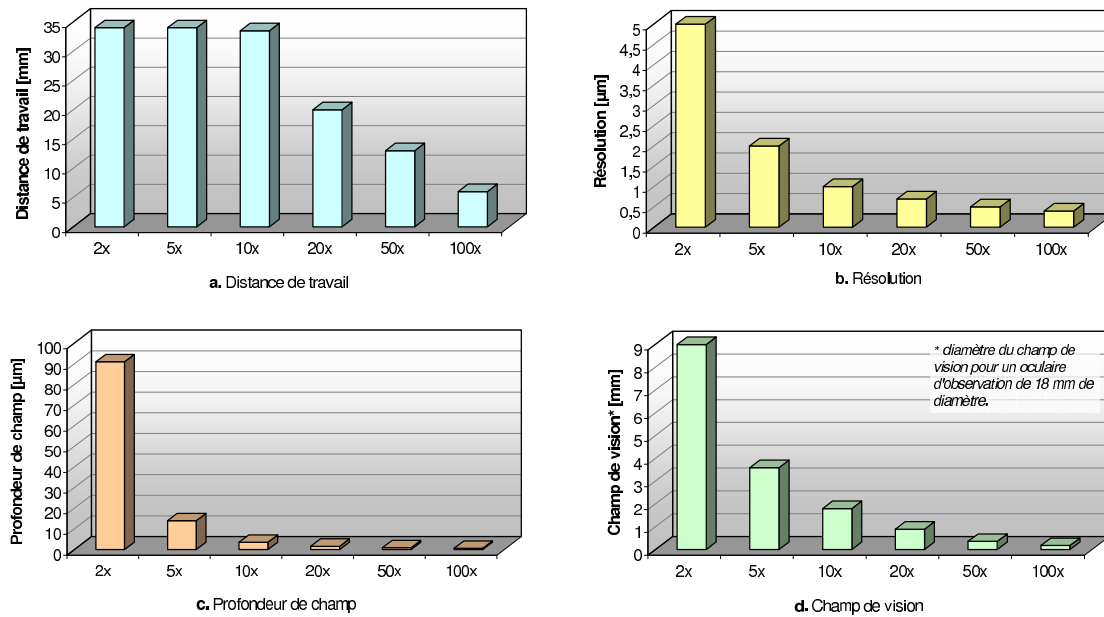 Distance de travail [mm]
35
30
25
20
15
10
5
0
2x 5x 10x 20x 50x 100x
a. Distance de travail
Résolution [µm]
5
4,5
4
3,5
3
2,5
2
1,5
1
0,5
0
2x 5x 10x 20x 50x 100x
b. Résolution
Profondeur de champ [µm]
100
90
80
70
60
50
40
30
20
10
0
2x 5x 10x 20x 50x 100x
c. Profondeur de champ
Champ de vision* [mm]
9
8
7
6
5
4
3
2
1
0
* diamètre du champ de
vision pour un oculaire
d'observation de 18 mm de
diamètre.
2x 5x 10x 20x 50x 100x
d. Champ de vision